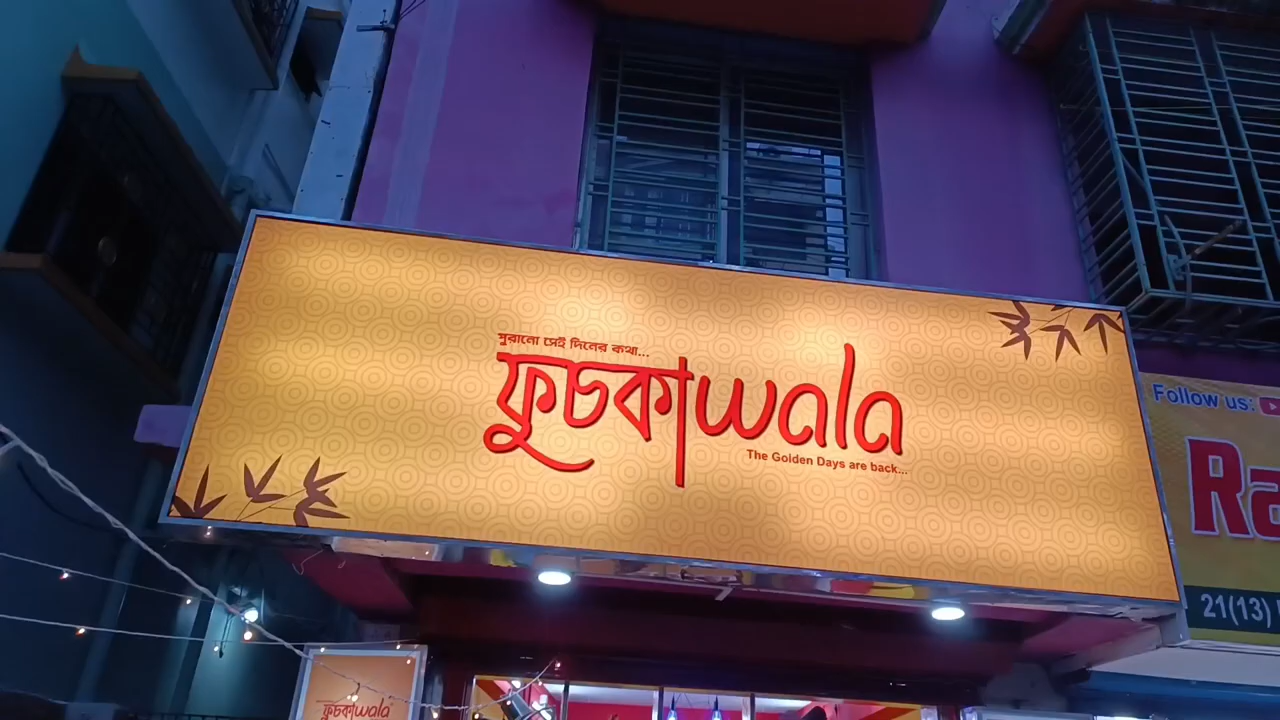 পুরানো সেই দিনের কথা...
ফুচকাwala
The Golden Days are back...
Follow us:
Ra
21(13)
ফুচকাwala